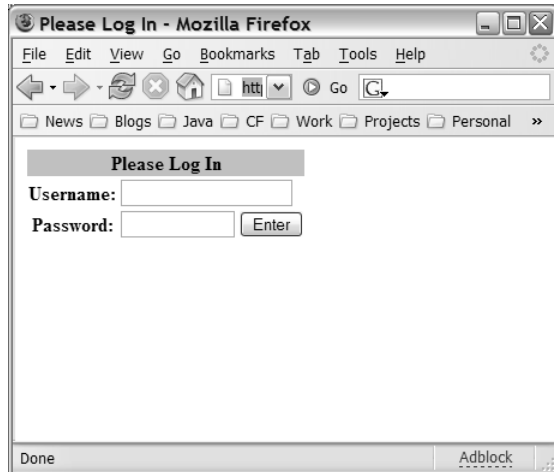 Please Log In - Mozilla Firefox
File Edit View Go Bookmarks Tab Tools Help
htt Go G
News Blogs Java CF Work Projects Personal »
Please Log In
Username:
Password: Enter
Done Adblock